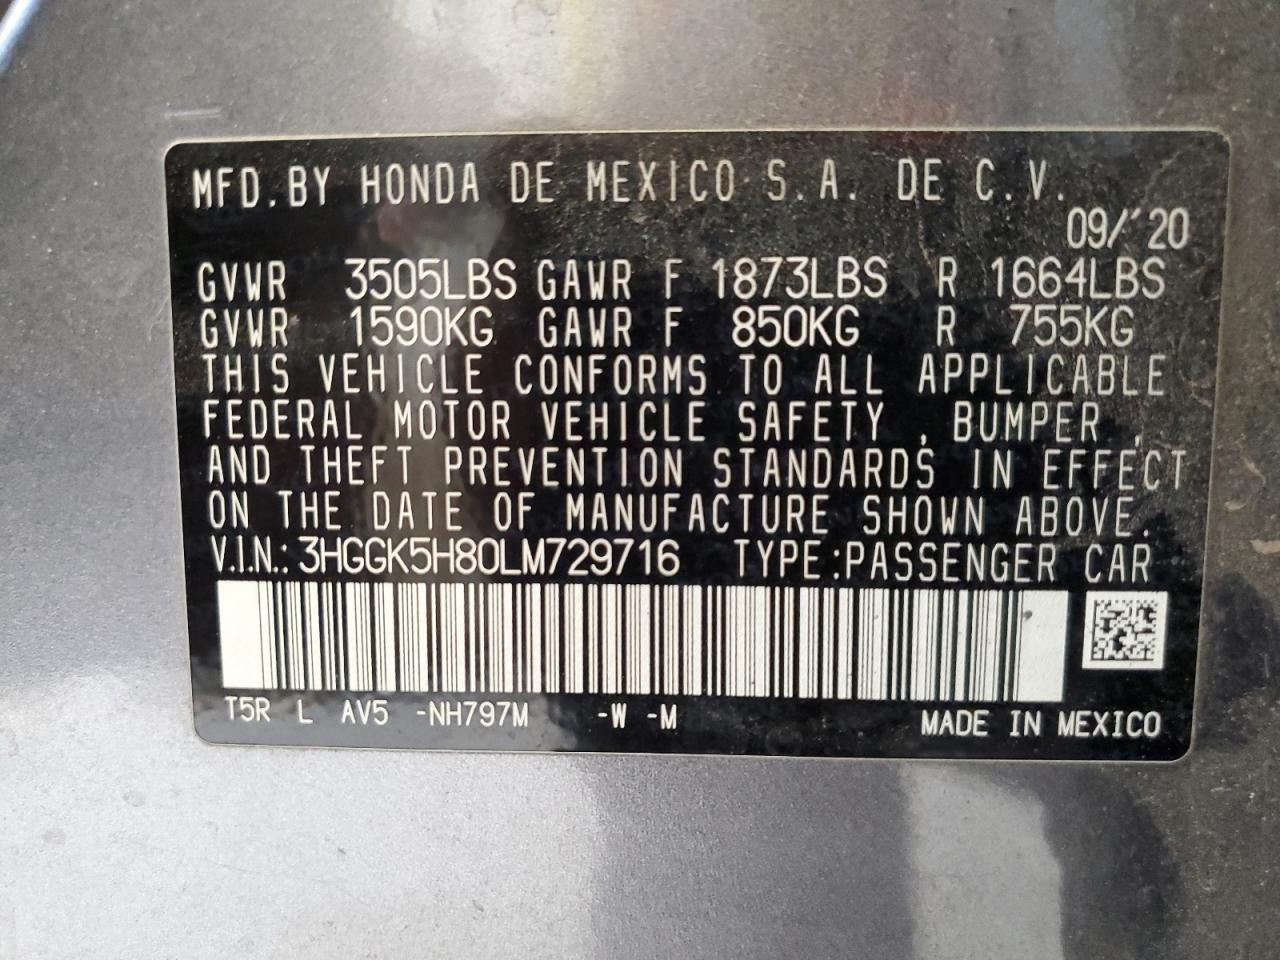 MFD.BY HONDA DE MEXICO S.A. DE C.V.
09/'20
GVWR 3505LBS GAWR F 1873LBS R 1664LBS
GVWR 1590KG GAWR F 850KG R 755KG
THIS VEHICLE CONFORMS TO ALL APPLICABLE
FEDERAL MOTOR VEHICLE SAFETY, BUMPER,
AND THEFT PREVENTION STANDARDS IN EFFECT
ON THE DATE OF MANUFACTURE SHOWN ABOVE.
V.I.N.: 3HGGK5H80LM729716 TYPE:PASSENGER CAR
T5R L AV5 -NH797M -W -M MADE IN MEXICO